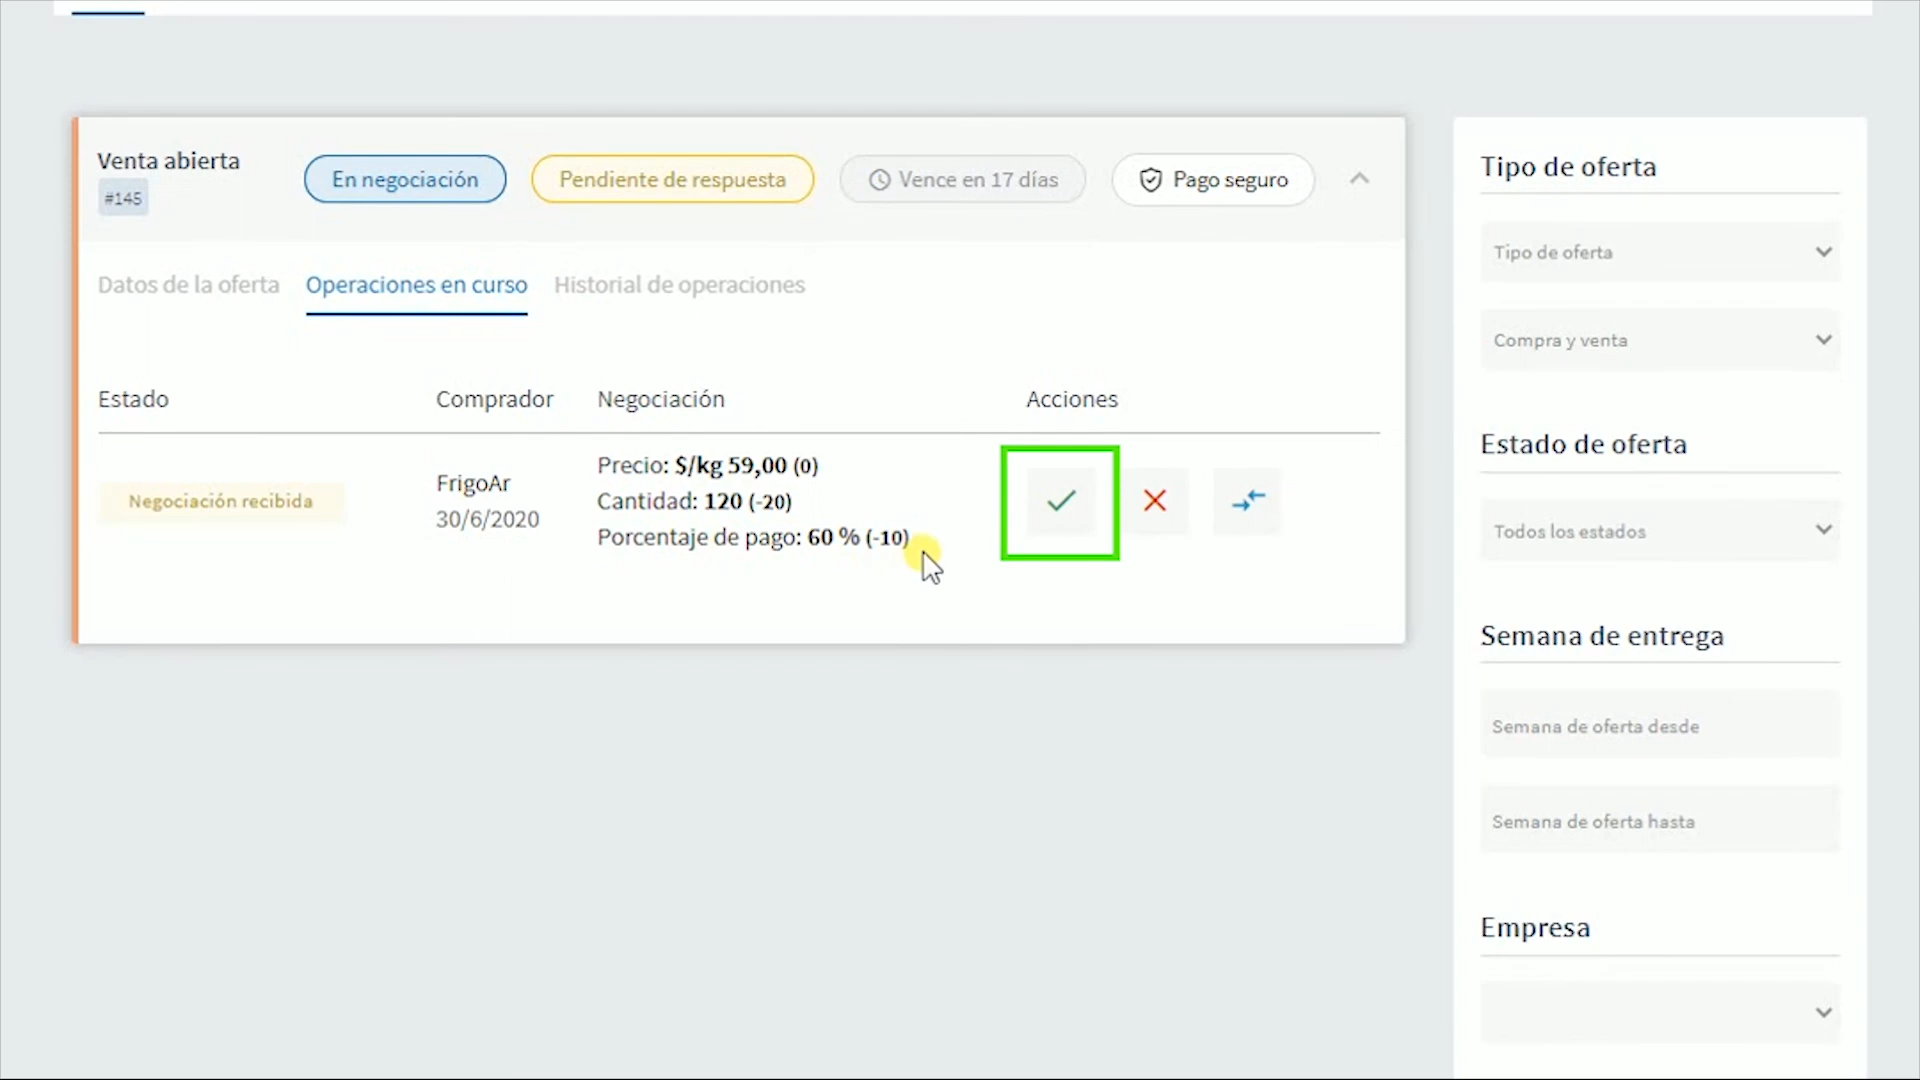 Venta abierta
#145
En negociación
Pendiente de respuesta
Vence en 17 días
Pago seguro
Datos de la oferta
Operaciones en curso
Historial de operaciones
Estado
Comprador
Negociación
Acciones
Negociación recibida
FrigoAr
30/6/2020
Precio: $/kg 59,00 (0)
Cantidad: 120 (-20)
Porcentaje de pago: 60 % (-10)
Tipo de oferta
Tipo de oferta
Compra y venta
Estado de oferta
Todos los estados
Semana de entrega
Semana de oferta desde
Semana de oferta hasta
Empresa